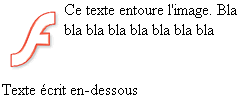 Ce texte entoure l'image. Bla
bla bla bla bla bla bla bla
Texte écrit en-dessous